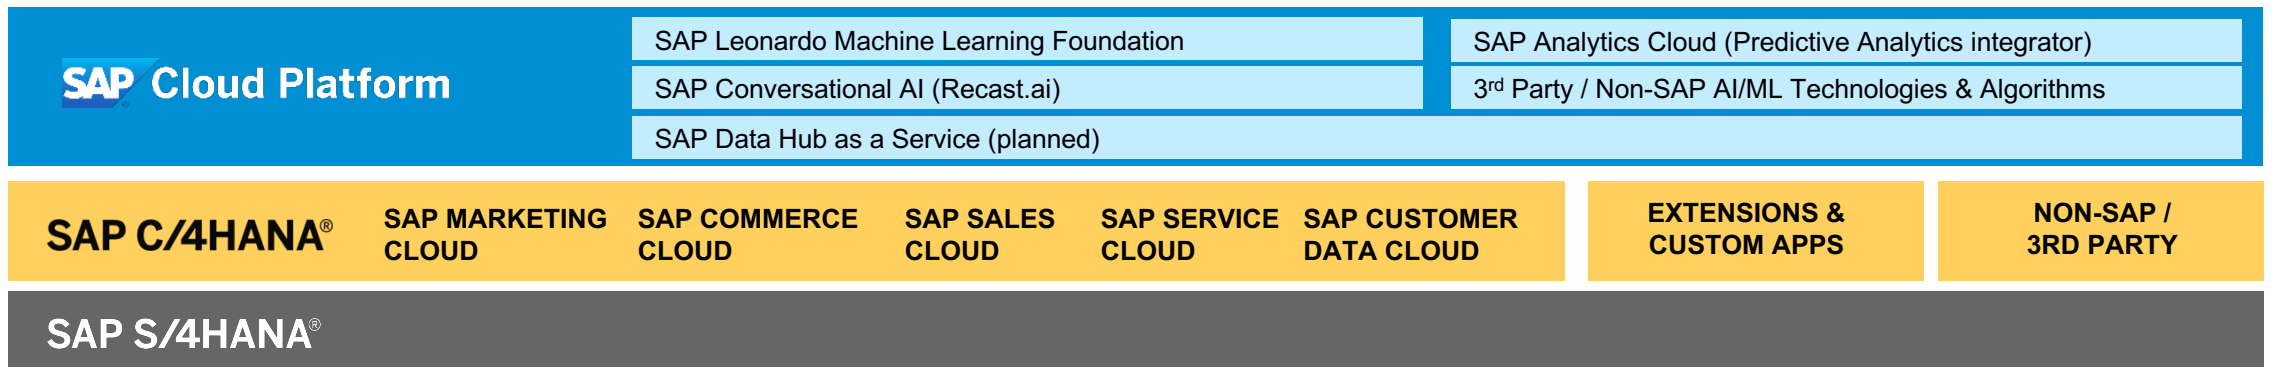 SAP Cloud Platform
SAP Leonardo Machine Learning Foundation
SAP Analytics Cloud (Predictive Analytics integrator)
SAP Conversational AI (Recast.ai)
3rd Party / Non-SAP AI/ML Technologies & Algorithms
SAP Data Hub as a Service (planned)
SAP C/4HANA®
SAP MARKETING
CLOUD
SAP COMMERCE
CLOUD
SAP SALES
CLOUD
SAP SERVICE
CLOUD
SAP CUSTOMER
DATA CLOUD
EXTENSIONS &
CUSTOM APPS
NON-SAP /
3RD PARTY
SAP S/4HANA®